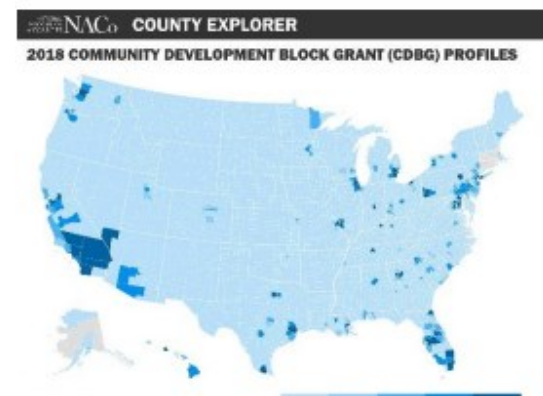 NACo COUNTY EXPLORER
2018 COMMUNITY DEVELOPMENT BLOCK GRANT (CDBG) PROFILES